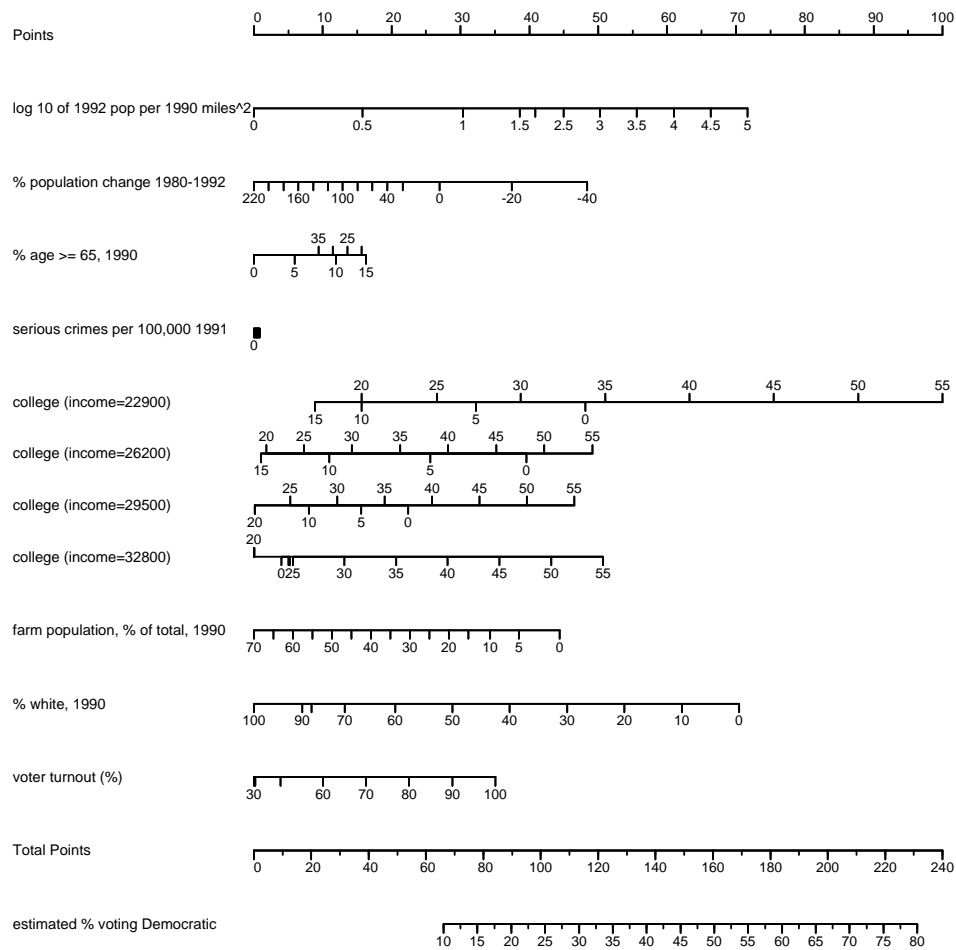 0 10 20 30 40 50 60 70 80 90 100
Points
log 10 of 1992 pop per 1990 miles^2
0 0.5 1 1.5 2.5 3 3.5 4 4.5 5
% population change 1980-1992
220 160 100 40 0 -20 -40
35 25
% age >= 65, 1990
0 5 10 15
serious crimes per 100,000 1991
0
20 25 30 35 40 45 50 55
college (income=22900)
15 10 5 0
20 25 30 35 40 45 50 55
college (income=26200)
15 10 5 0
25 30 35 40 45 50 55
college (income=29500)
20 10 5 0
20
college (income=32800)
025 30 35 40 45 50 55
farm population, % of total, 1990
70 60 50 40 30 20 10 5 0
% white, 1990
100 90 70 60 50 40 30 20 10 0
voter turnout (%)
30 60 70 80 90 100
Total Points
0 20 40 60 80 100 120 140 160 180 200 220 240
estimated % voting Democratic
10 15 20 25 30 35 40 45 50 55 60 65 70 75 80